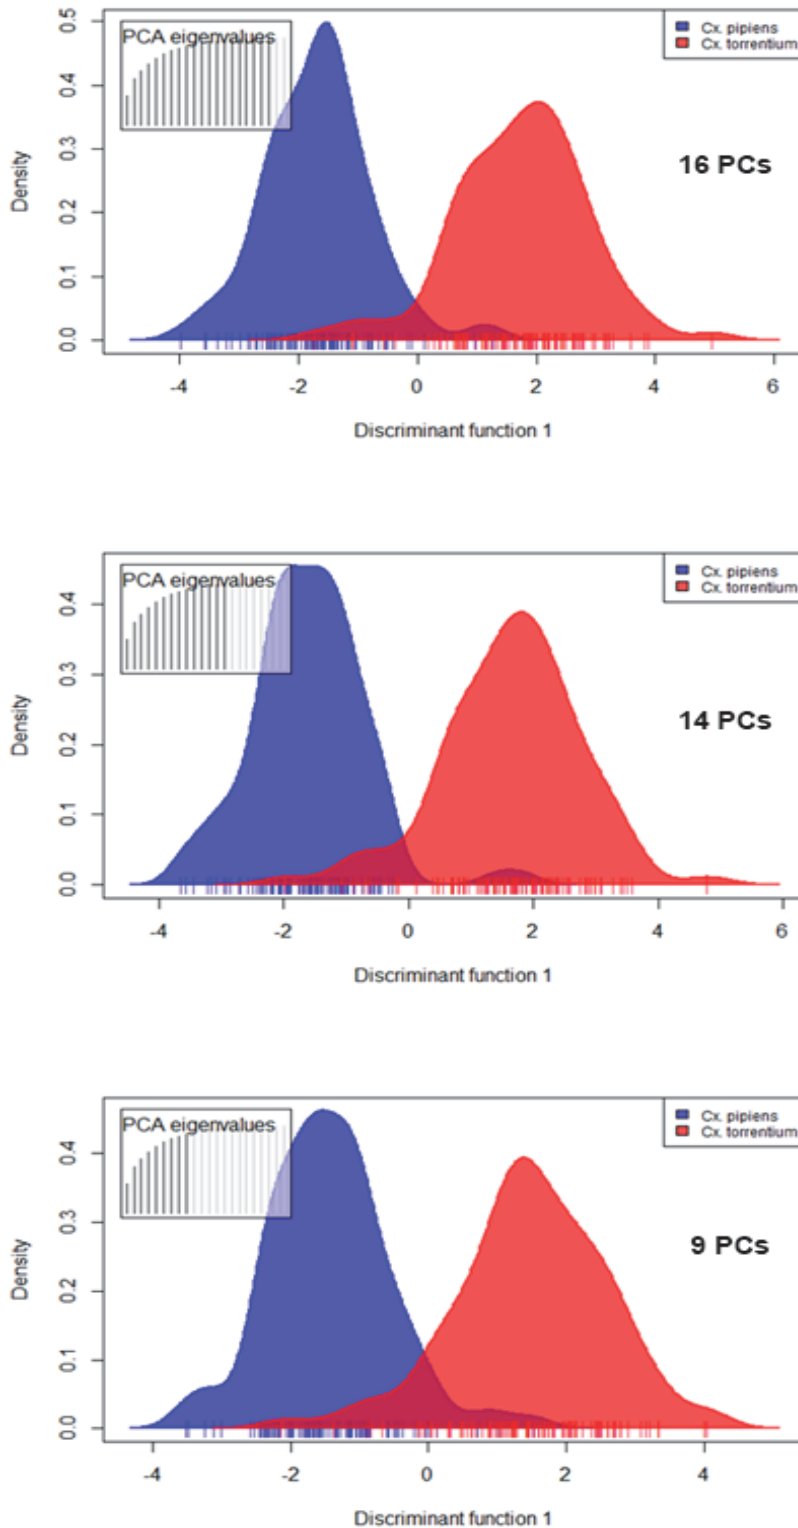 PCA eigenvalues
Cx. pipiens
Cx. torrentium
16 PCs
Density
0.0 0.1 0.2 0.3 0.4 0.5
-4 -2 0 2 4 6
Discriminant function 1
PCA eigenvalues
Cx. pipiens
Cx. torrentium
14 PCs
Density
0.0 0.1 0.2 0.3 0.4
-4 -2 0 2 4 6
Discriminant function 1
PCA eigenvalues
Cx. pipiens
Cx. torrentium
9 PCs
Density
0.0 0.1 0.2 0.3 0.4
-4 -2 0 2 4
Discriminant function 1